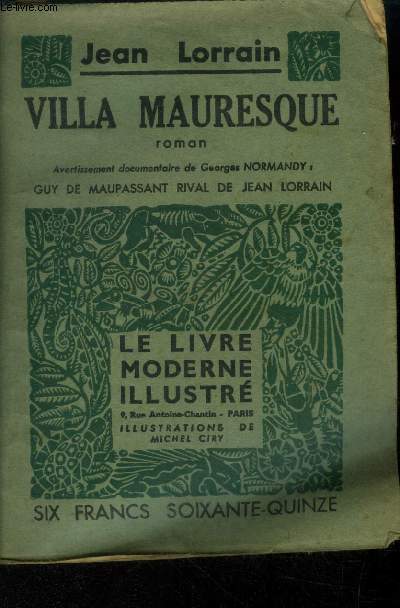 Le-livre.com
Jean Lorrain
VILLA MAURESQUE
roman
Avertissement documentaire de Georges NORMANDY :
GUY DE MAUPASSANT RIVAL DE JEAN LORRAIN
LE LIVRE
MODERNE
ILLUSTRÉ
9, Rue Antoine-Chantin - PARIS
ILLUSTRATIONS DE
MICHEL CIRY
SIX FRANCS SOIXANTE-QUINZE